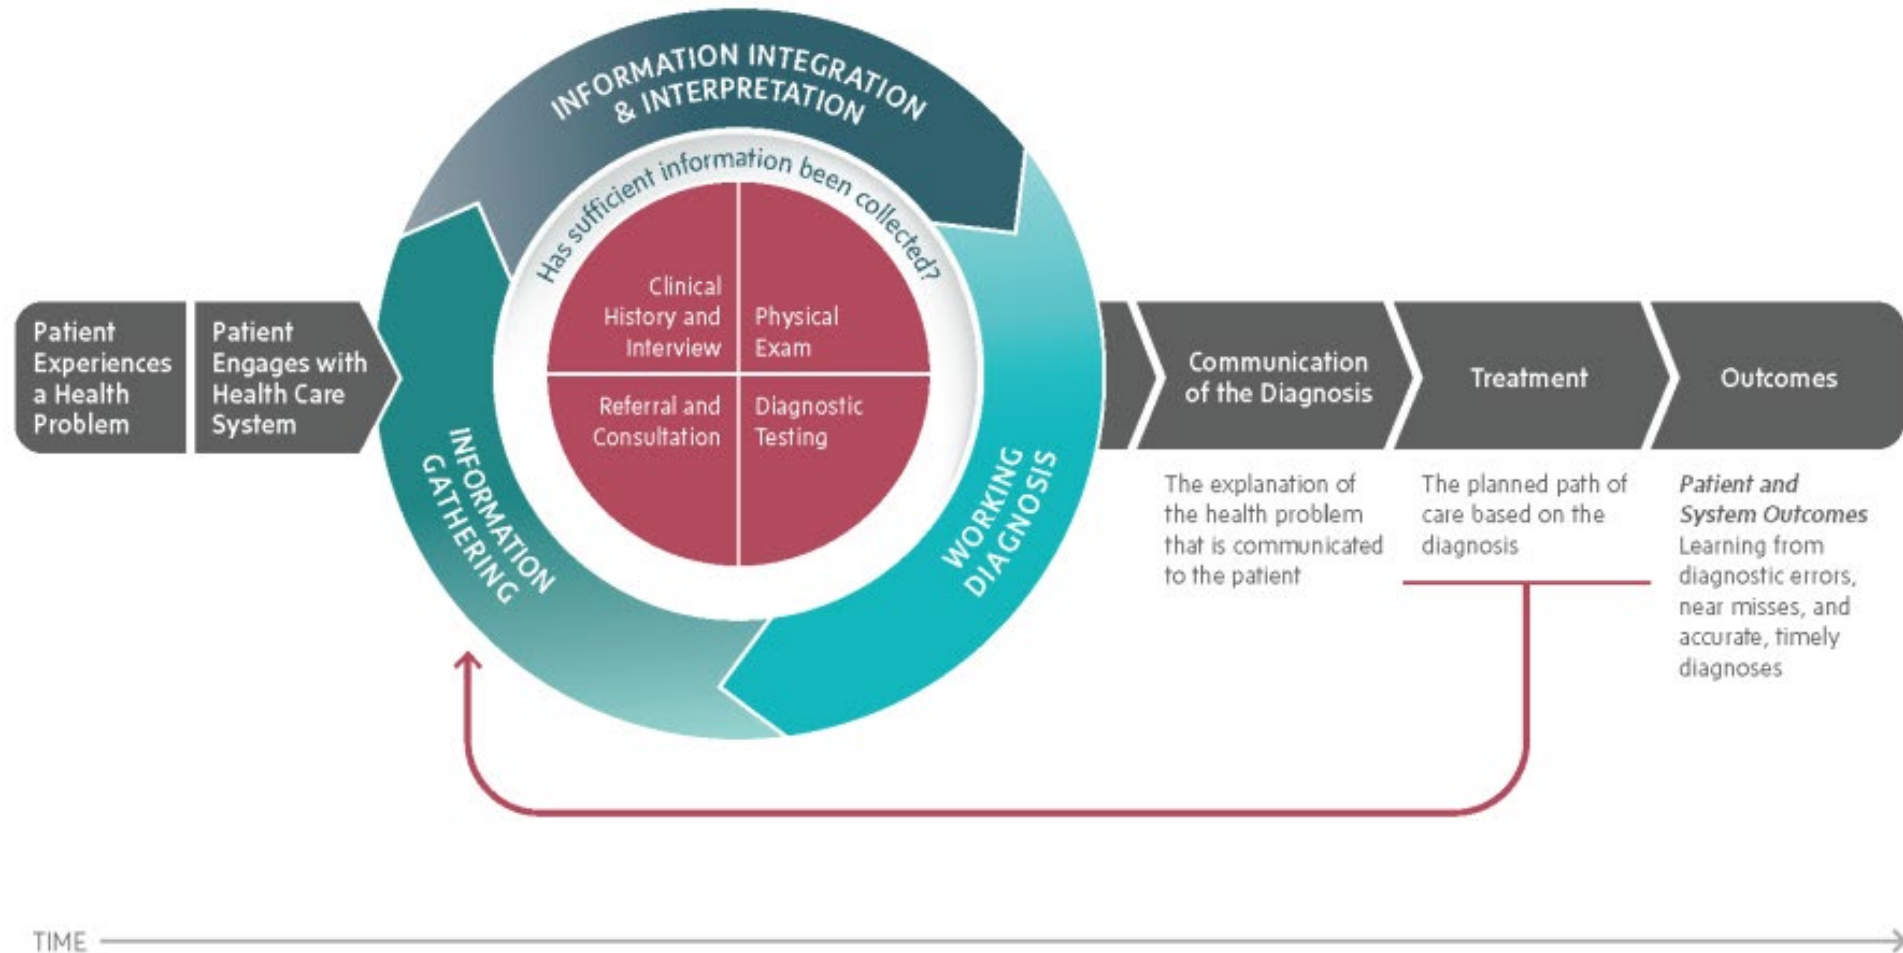 INFORMATION INTEGRATION
& INTERPRETATION
Has sufficient information been collected?
Clinical
History and
Interview
Physical
Exam
Referral and
Consultation
Diagnostic
Testing
INFORMATION
GATHERING
WORKING
DIAGNOSIS
Patient
Experiences
a Health
Problem
Patient
Engages with
Health Care
System
Communication
of the Diagnosis
Treatment
Outcomes
The explanation of
the health problem
that is communicated
to the patient
The planned path of
care based on the
diagnosis
Patient and
System Outcomes
Learning from
diagnostic errors,
near misses, and
accurate, timely
diagnoses
TIME